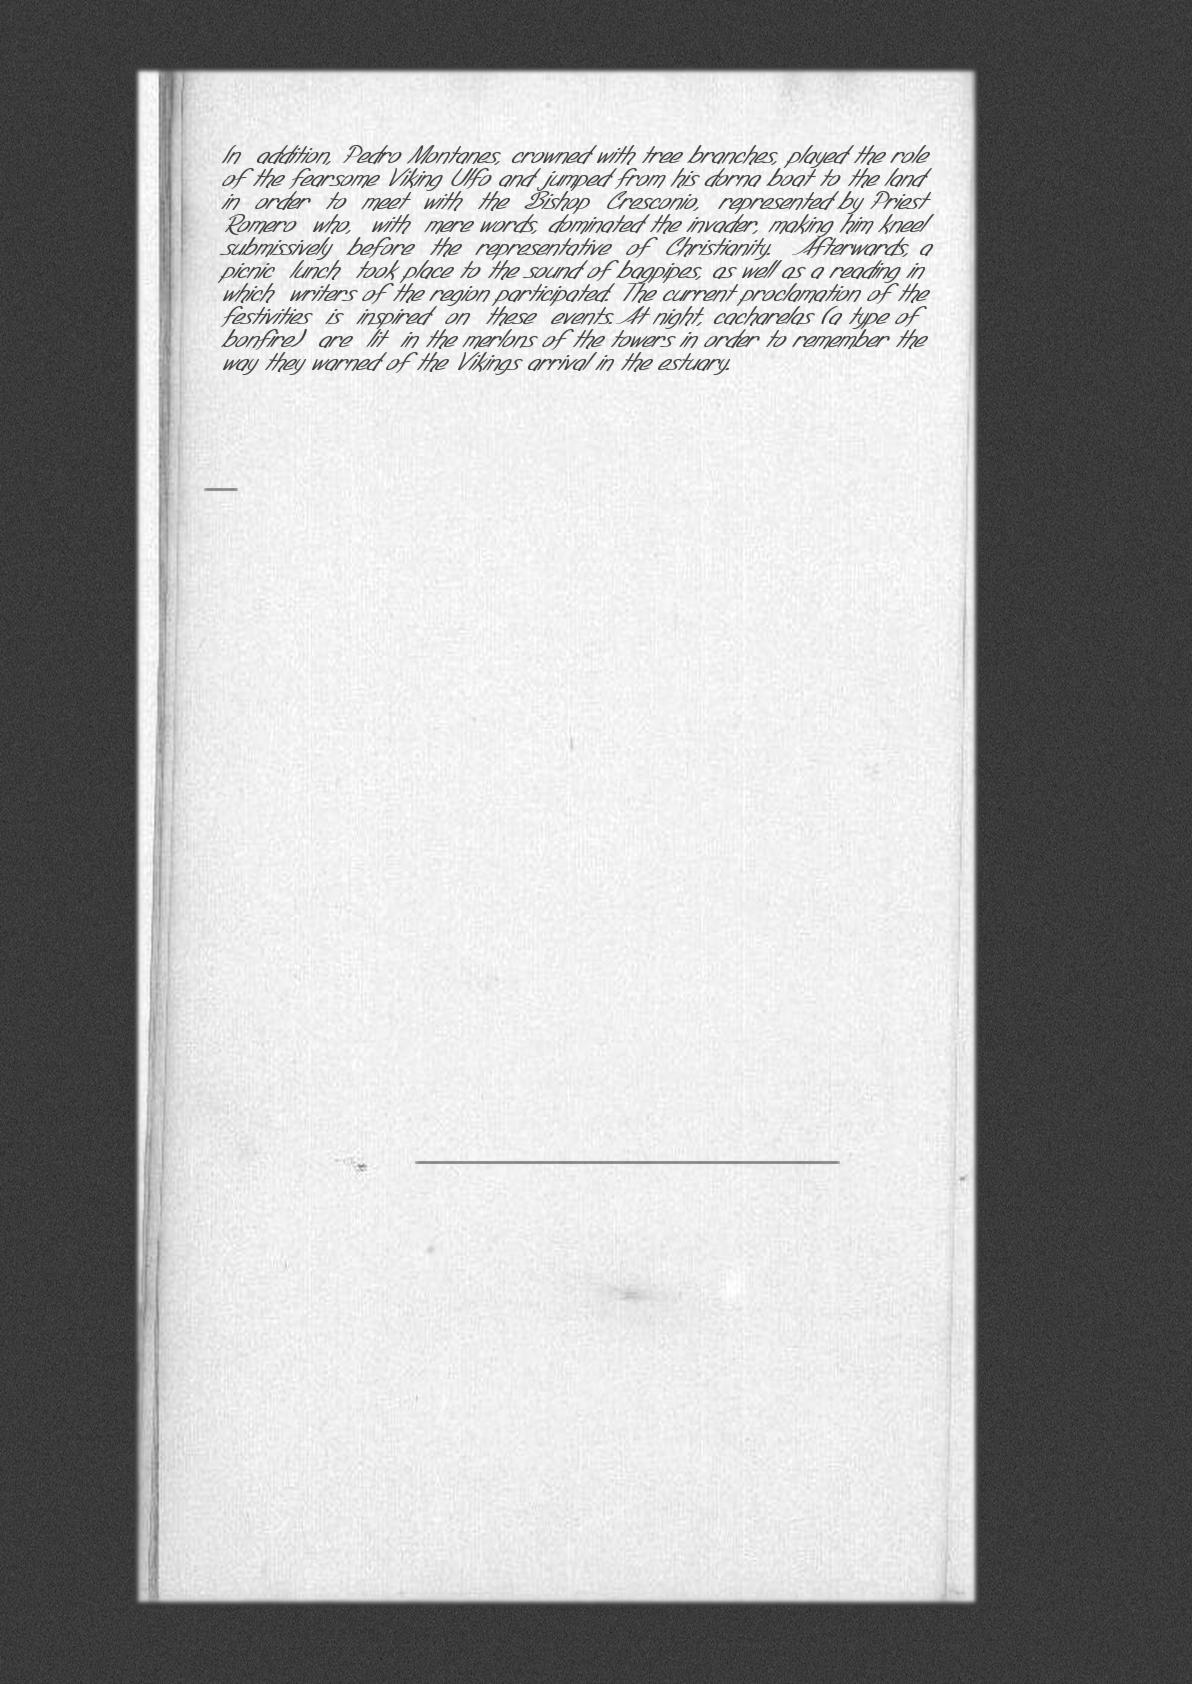 In addition, Pedro Montanes, crowned with tree branches, played the role
of the fearsome Viking Ulfo and jumped from his dorna boat to the land
in order to meet with the Bishop Cresconio, represented by Priest
Romero who, with mere words, dominated the invader, making him kneel
submissively before the representative of Christianity. Afterwards, a
picnic lunch took place to the sound of bagpipes, as well as a reading in
which writers of the region participated. The current proclamation of the
festivities is inspired on these events. At night, cacharelas (a type of
bonfire) are lit in the merlons of the towers in order to remember the
way they warned of the Vikings arrival in the estuary.